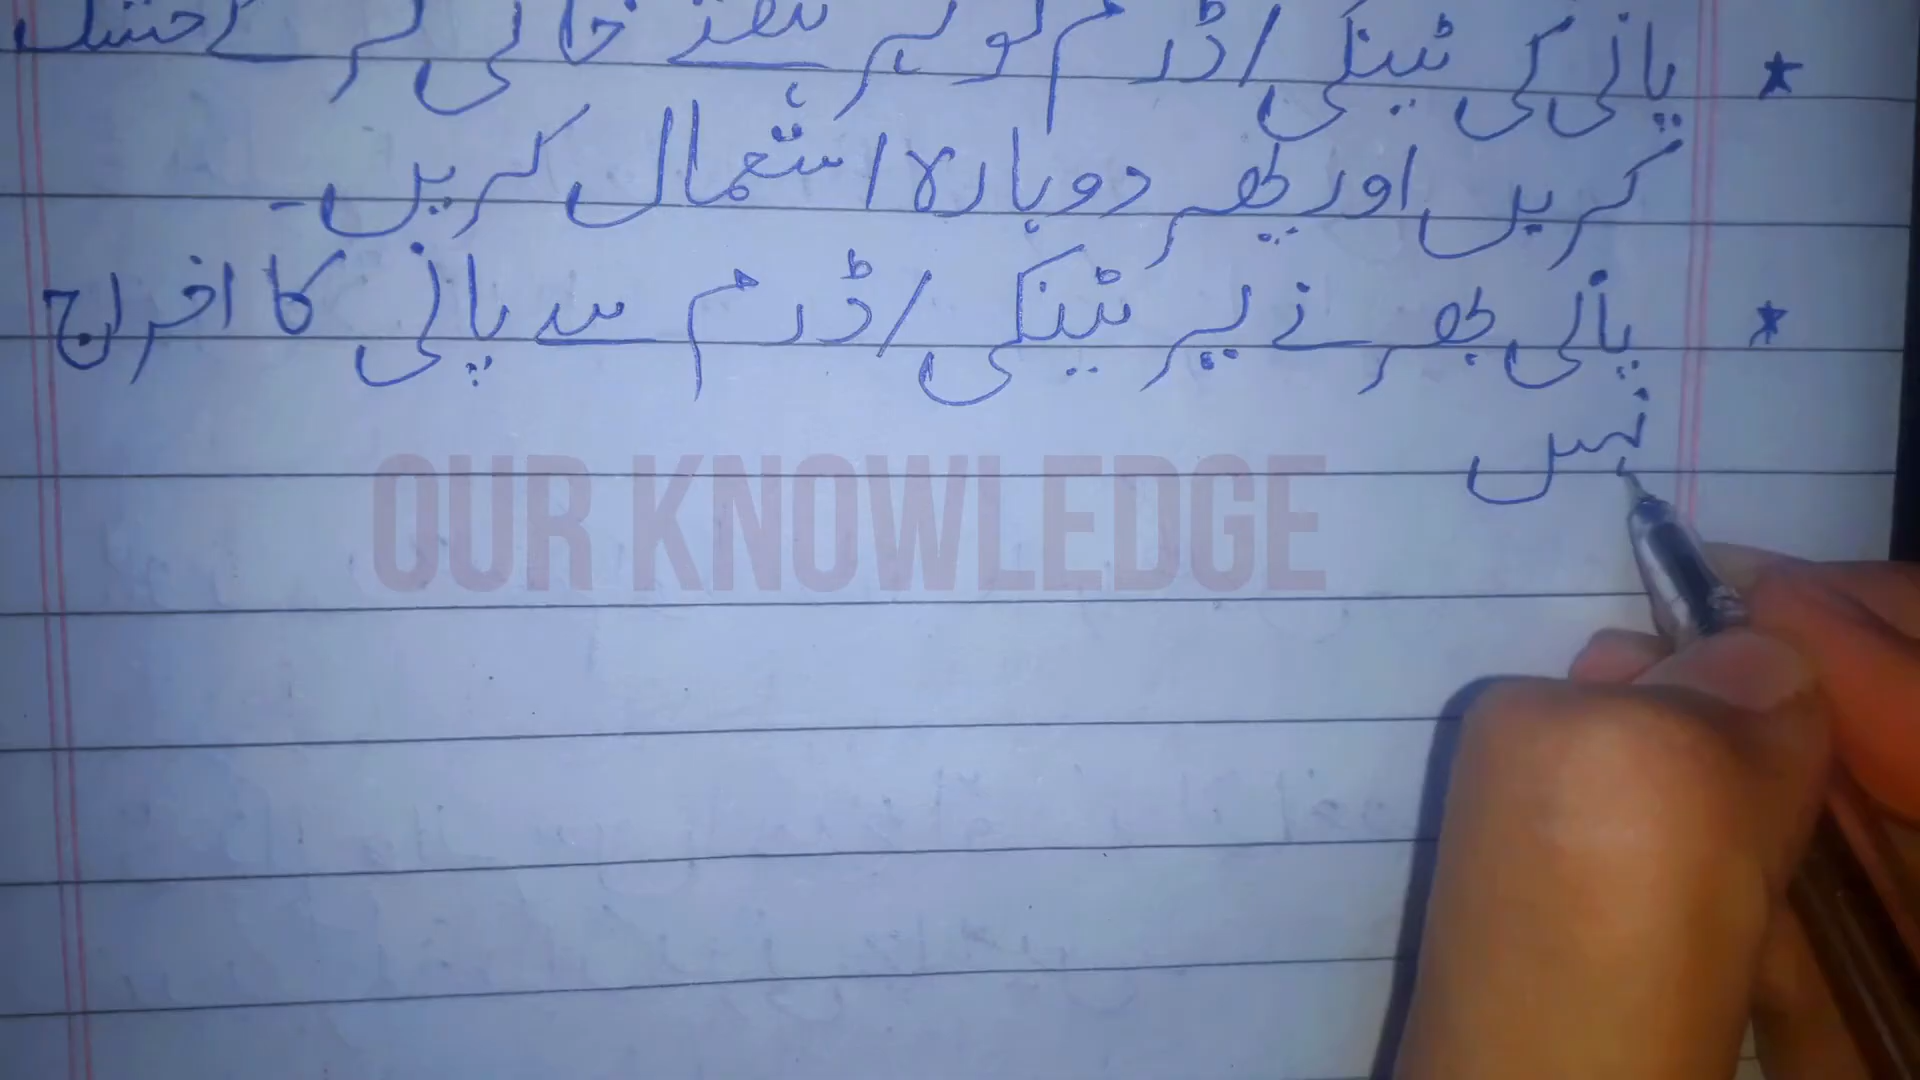 پانی کی ٹینکی/ڈرم کو ہر ہفتے خالی کر کے خشک
کریں اور پھر دوبارہ استعمال کریں۔
پانی بھرنے پر ٹینکی/ڈرم سے پانی کا اخراج
نہیں
OUR KNOWLEDGE